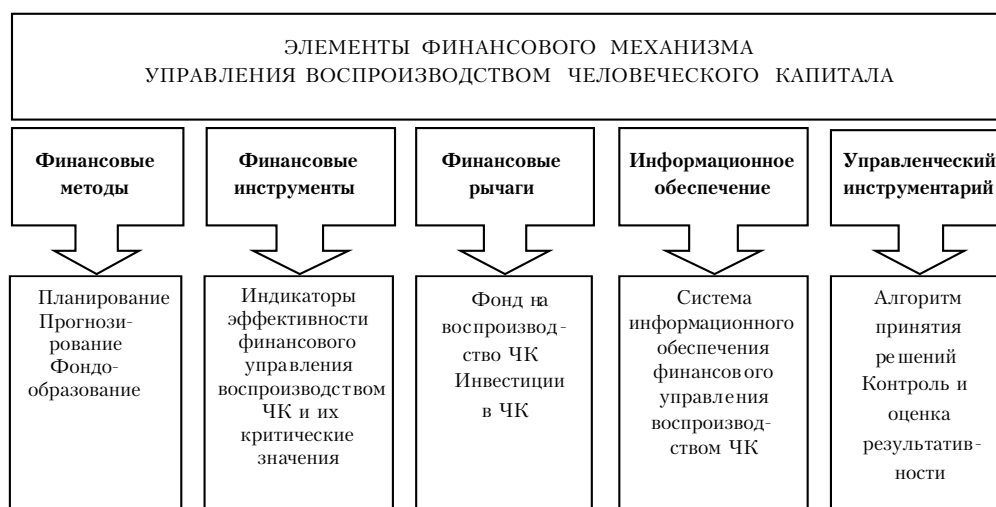 ЭЛЕМЕНТЫ ФИНАНСОВОГО МЕХАНИЗМА
УПРАВЛЕНИЯ ВОСПРОИЗВОДСТВОМ ЧЕЛОВЕЧЕСКОГО КАПИТАЛА
Финансовые
методы
Финансовые
инструменты
Финансовые
рычаги
Информационное
обеспечение
Управленческий
инструментарий
Планирование
Прогнози-
рование
Фондо-
образование
Индикаторы
эффективности
финансового
управления
воспроизводством
ЧК и их
критические
значения
Фонд на
воспроизвод-
ство ЧК
Инвестиции
в ЧК
Система
информационного
обеспечения
финансового
управления
воспроизвод-
ством ЧК
Алгоритм
принятия
решений
Контроль и
оценка
результатив-
ности